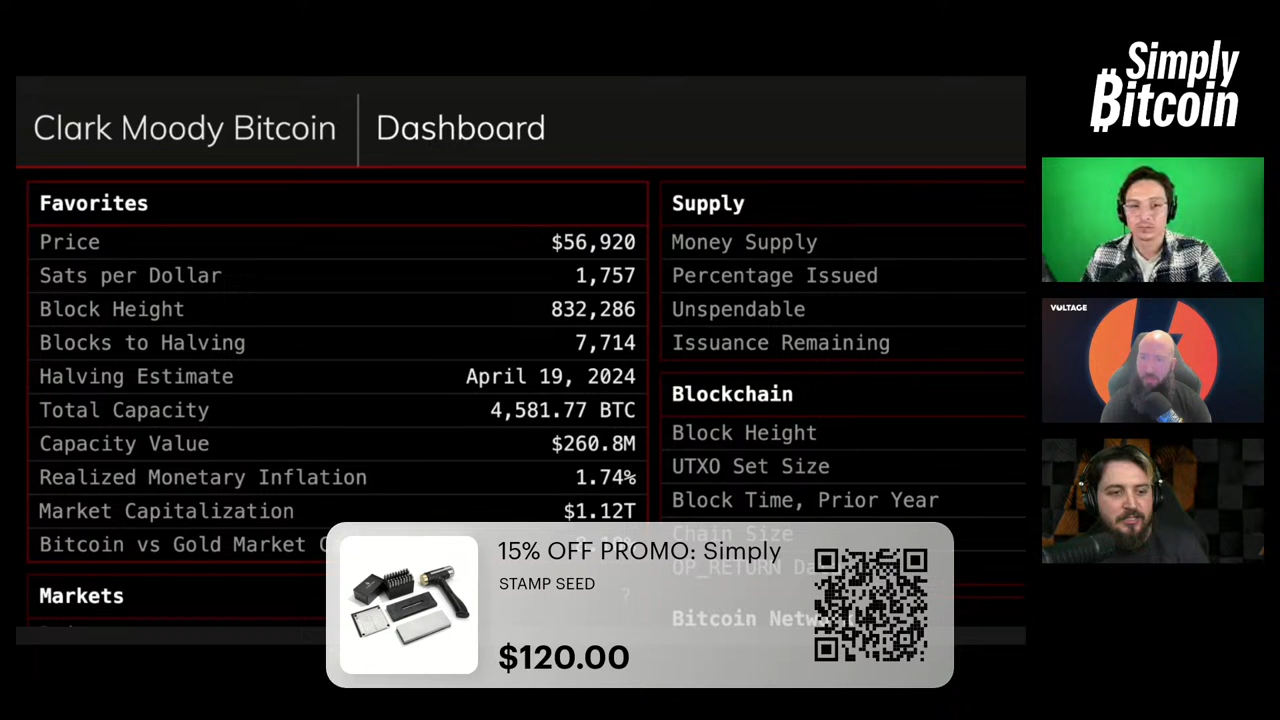 Simply
Bitcoin
Clark Moody Bitcoin
Dashboard
Favorites
Price $56,920
Sats per Dollar 1,757
Block Height 832,286
Blocks to Halving 7,714
Halving Estimate April 19, 2024
Total Capacity 4,581.77 BTC
Capacity Value $260.8M
Realized Monetary Inflation 1.74%
Market Capitalization $1.12T
Bitcoin vs Gold Market
Markets
Supply
Money Supply
Percentage Issued
Unspendable
Issuance Remaining
Blockchain
Block Height
UTXO Set Size
Block Time, Prior Year
Chain Size
OP_RETURN
Bitcoin
VOLTAGE
15% OFF PROMO: Simply
STAMP SEED
$120.00